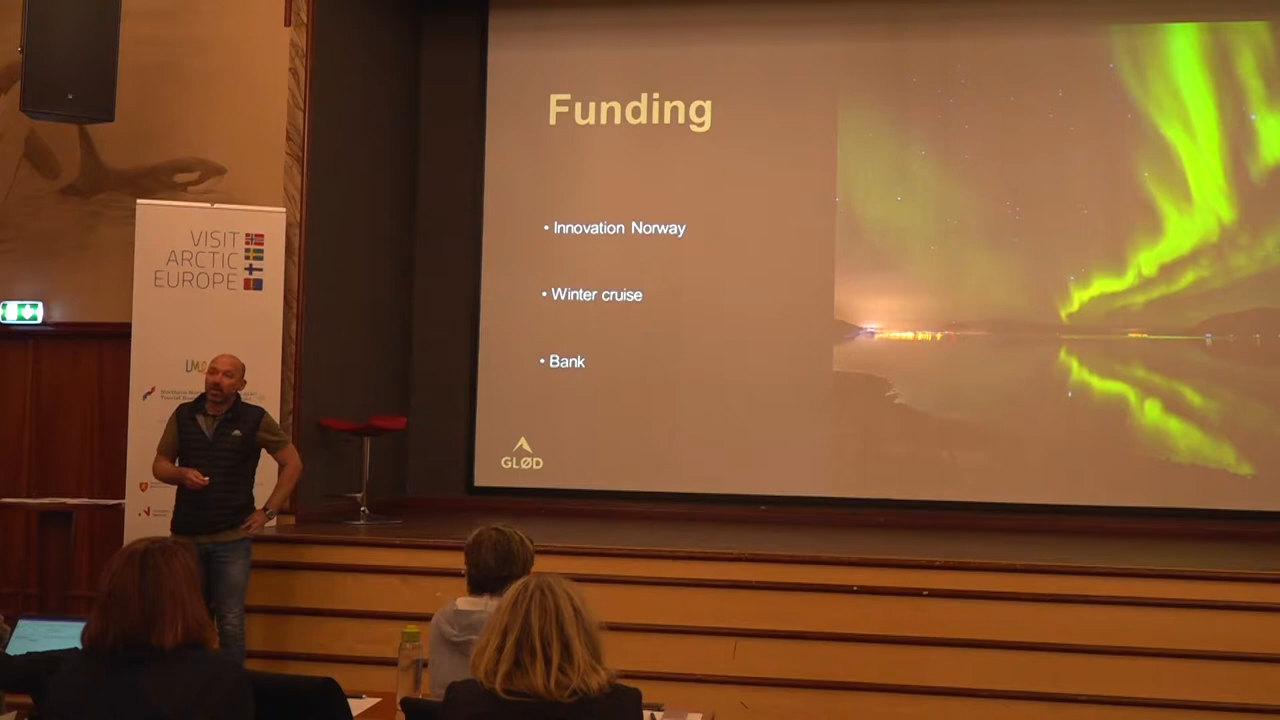 VISIT
ARCTIC
EUROPE
Funding
• Innovation Norway
• Winter cruise
• Bank
GLØD